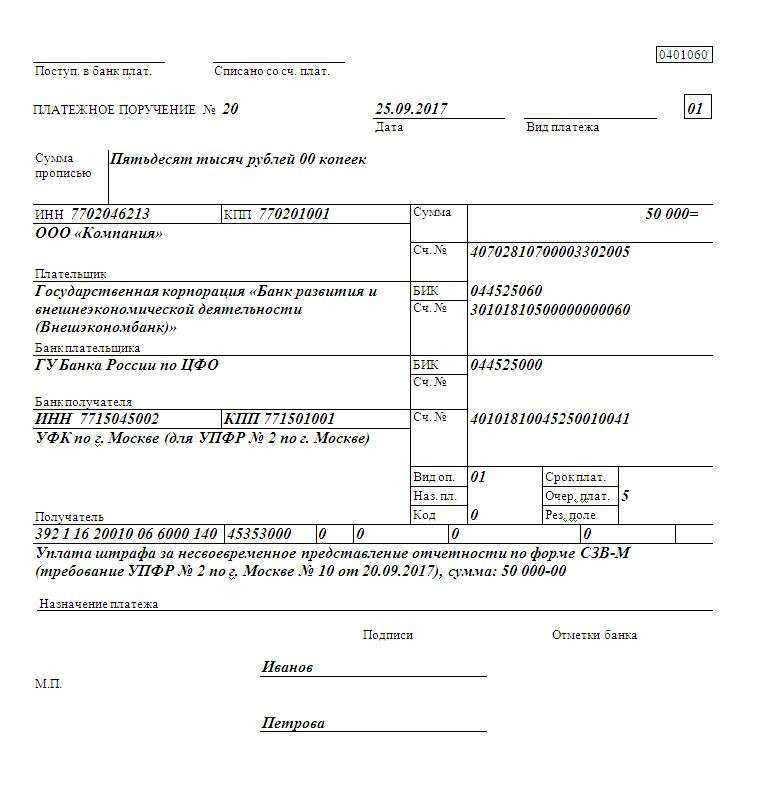 0401060
Поступ. в банк плат. Списано со сч. плат.
ПЛАТЕЖНОЕ ПОРУЧЕНИЕ № 20 25.09.2017 01
Дата Вид платежа
Сумма прописью Пятьдесят тысяч рублей 00 копеек
ИНН 7702046213 КПП 770201001 Сумма 50 000=
ООО «Компания»
Сч. № 40702810700003302005
Плательщик
Государственная корпорация «Банк развития и БИК 044525060
внешнеэкономической деятельности Сч. № 30101810500000000060
(Внешэкономбанк)»
Банк плательщика
ГУ Банка России по ЦФО БИК 044525000
Сч. №
Банк получателя
ИНН 7715045002 КПП 771501001 Сч. № 40101810045250010041
УФК по г. Москве (для УПФР № 2 по г. Москве)
Вид оп. 01 Срок плат.
Наз. пл. Очер. плат. 5
Получатель Код 0 Рез. поле
392 1 16 20010 06 6000 140 45353000 0 0 0 0
Уплата штрафа за несвоевременное представление отчетности по форме СЗВ-М
(требование УПФР № 2 по г. Москве № 10 от 20.09.2017), сумма: 50 000-00
Назначение платежа
Подписи Отметки банка
Иванов
М.П.
Петрова